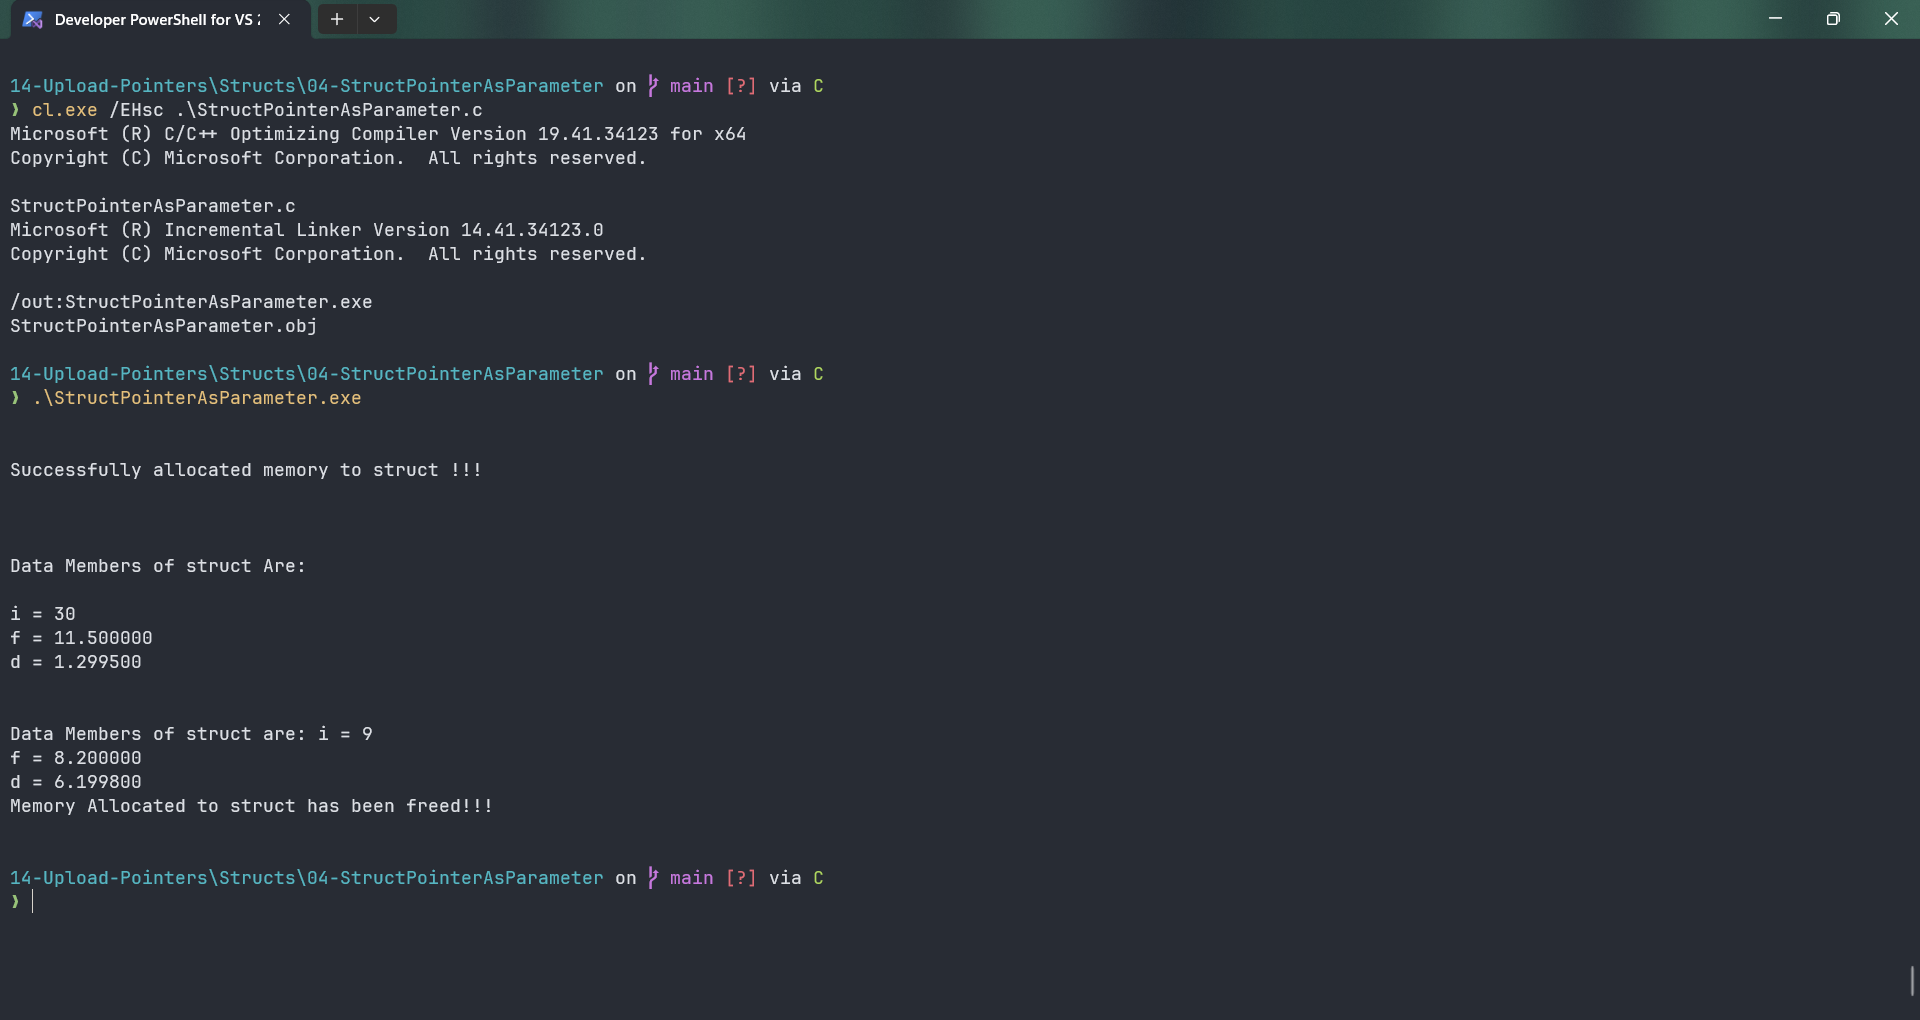 Developer PowerShell for VS
14-Upload-Pointers\Structs\04-StructPointerAsParameter on main [?] via C
❯ cl.exe /EHsc .\StructPointerAsParameter.c
Microsoft (R) C/C++ Optimizing Compiler Version 19.41.34123 for x64
Copyright (C) Microsoft Corporation.  All rights reserved.
StructPointerAsParameter.c
Microsoft (R) Incremental Linker Version 14.41.34123.0
Copyright (C) Microsoft Corporation.  All rights reserved.
/out:StructPointerAsParameter.exe
StructPointerAsParameter.obj
14-Upload-Pointers\Structs\04-StructPointerAsParameter on main [?] via C
❯ .\StructPointerAsParameter.exe
Successfully allocated memory to struct !!!
Data Members of struct Are:
i = 30
f = 11.500000
d = 1.299500
Data Members of struct are: i = 9
f = 8.200000
d = 6.199800
Memory Allocated to struct has been freed!!!
14-Upload-Pointers\Structs\04-StructPointerAsParameter on main [?] via C
❯